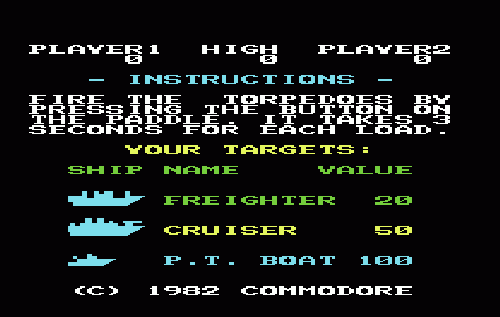 PLAYER1 HIGH PLAYER2
0 0 0
- INSTRUCTIONS -
FIRE THE TORPEDOES BY
PRESSING THE BUTTON ON
THE PADDLE. IT TAKES 3
SECONDS FOR EACH LOAD.
YOUR TARGETS:
SHIP NAME VALUE
FREIGHTER 20
CRUISER 50
P.T. BOAT 100
(C) 1982 COMMODORE